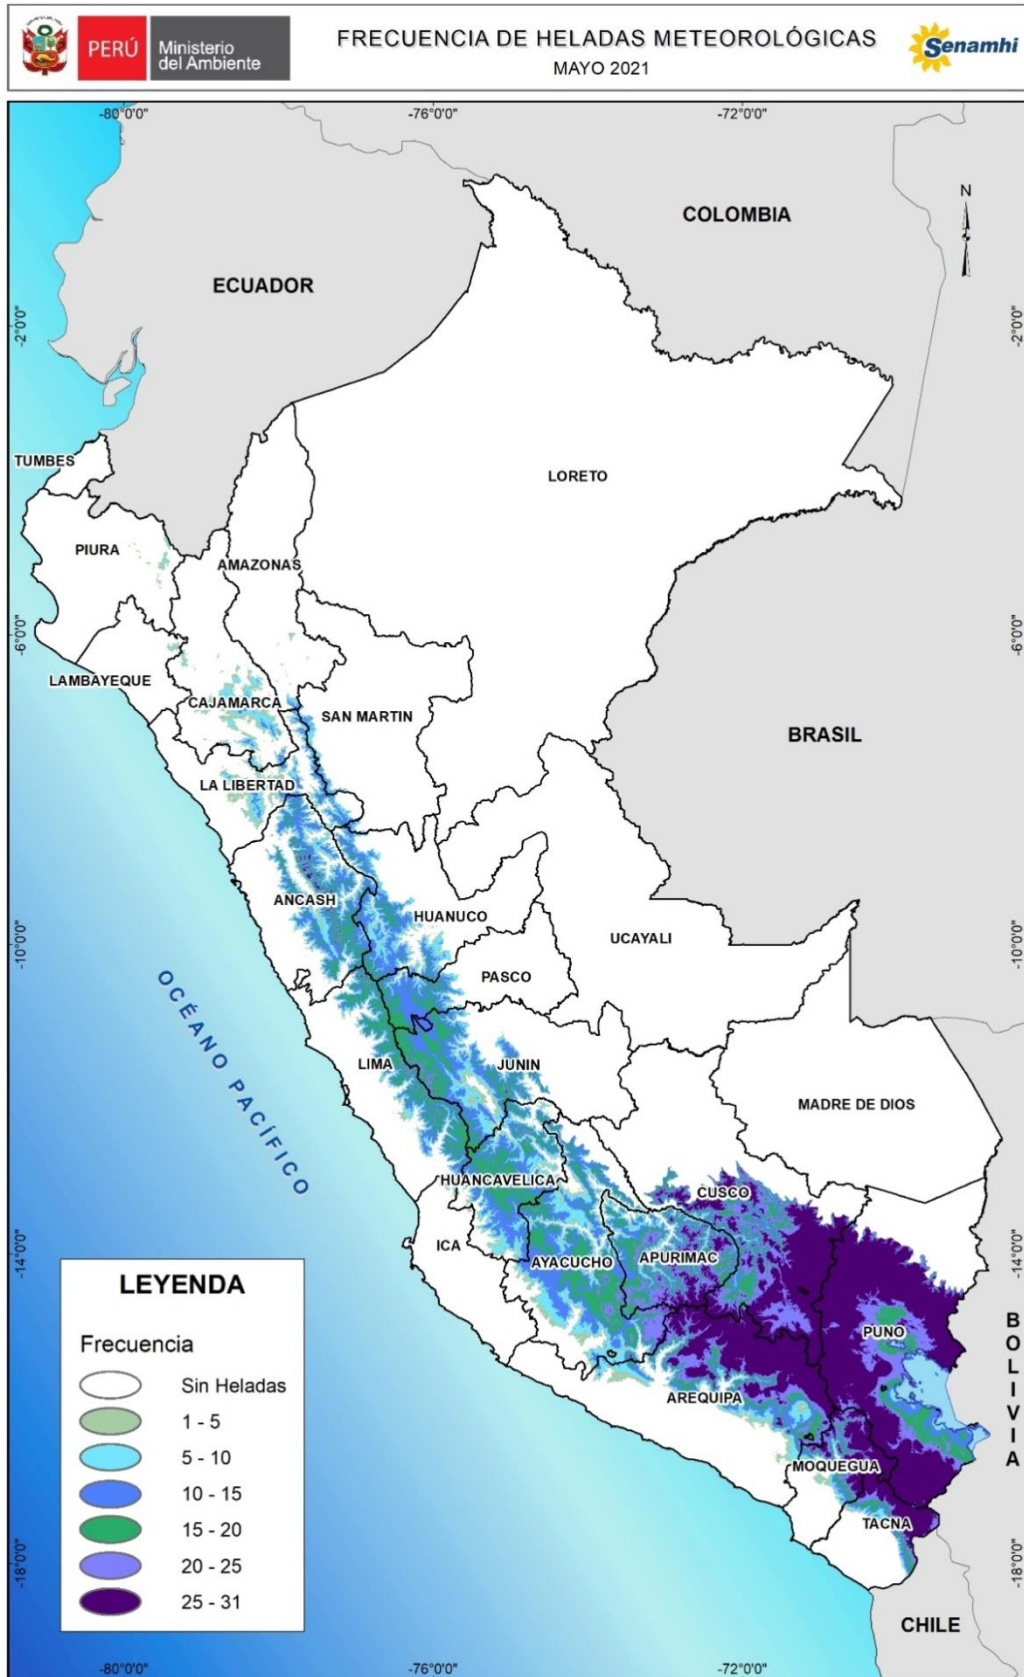 PERÚ
Ministerio
del Ambiente
FRECUENCIA DE HELADAS METEOROLÓGICAS
MAYO 2021
Senamhi
-80°0'0"
-76°0'0"
-72°0'0"
N
COLOMBIA
ECUADOR
-2°0'0"
-2°0'0"
TUMBES
LORETO
PIURA
AMAZONAS
-6°0'0"
-6°0'0"
LAMBAYEQUE
CAJAMARCA
SAN MARTIN
BRASIL
LA LIBERTAD
ANCASH
HUANUCO
UCAYALI
-10°0'0"
-10°0'0"
PASCO
OCÉANO PACÍFICO
LIMA
JUNIN
MADRE DE DIOS
HUANCAVELICA
CUSCO
ICA
AYACUCHO
APURIMAC
-14°0'0"
-14°0'0"
PUNO
BOLIVIA
AREQUIPA
MOQUEGUA
TACNA
-18°0'0"
-18°0'0"
CHILE
LEYENDA
Frecuencia
Sin Heladas
1 - 5
5 - 10
10 - 15
15 - 20
20 - 25
25 - 31
-80°0'0"
-76°0'0"
-72°0'0"